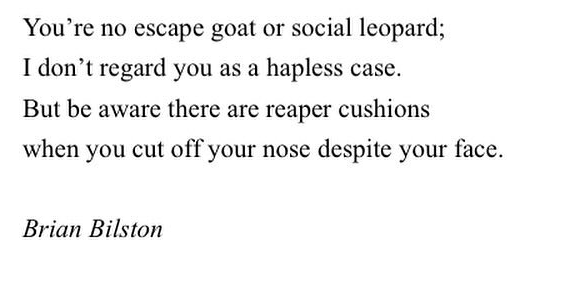 You’re no escape goat or social leopard;
I don’t regard you as a hapless case.
But be aware there are reaper cushions
when you cut off your nose despite your face.
Brian Bilston